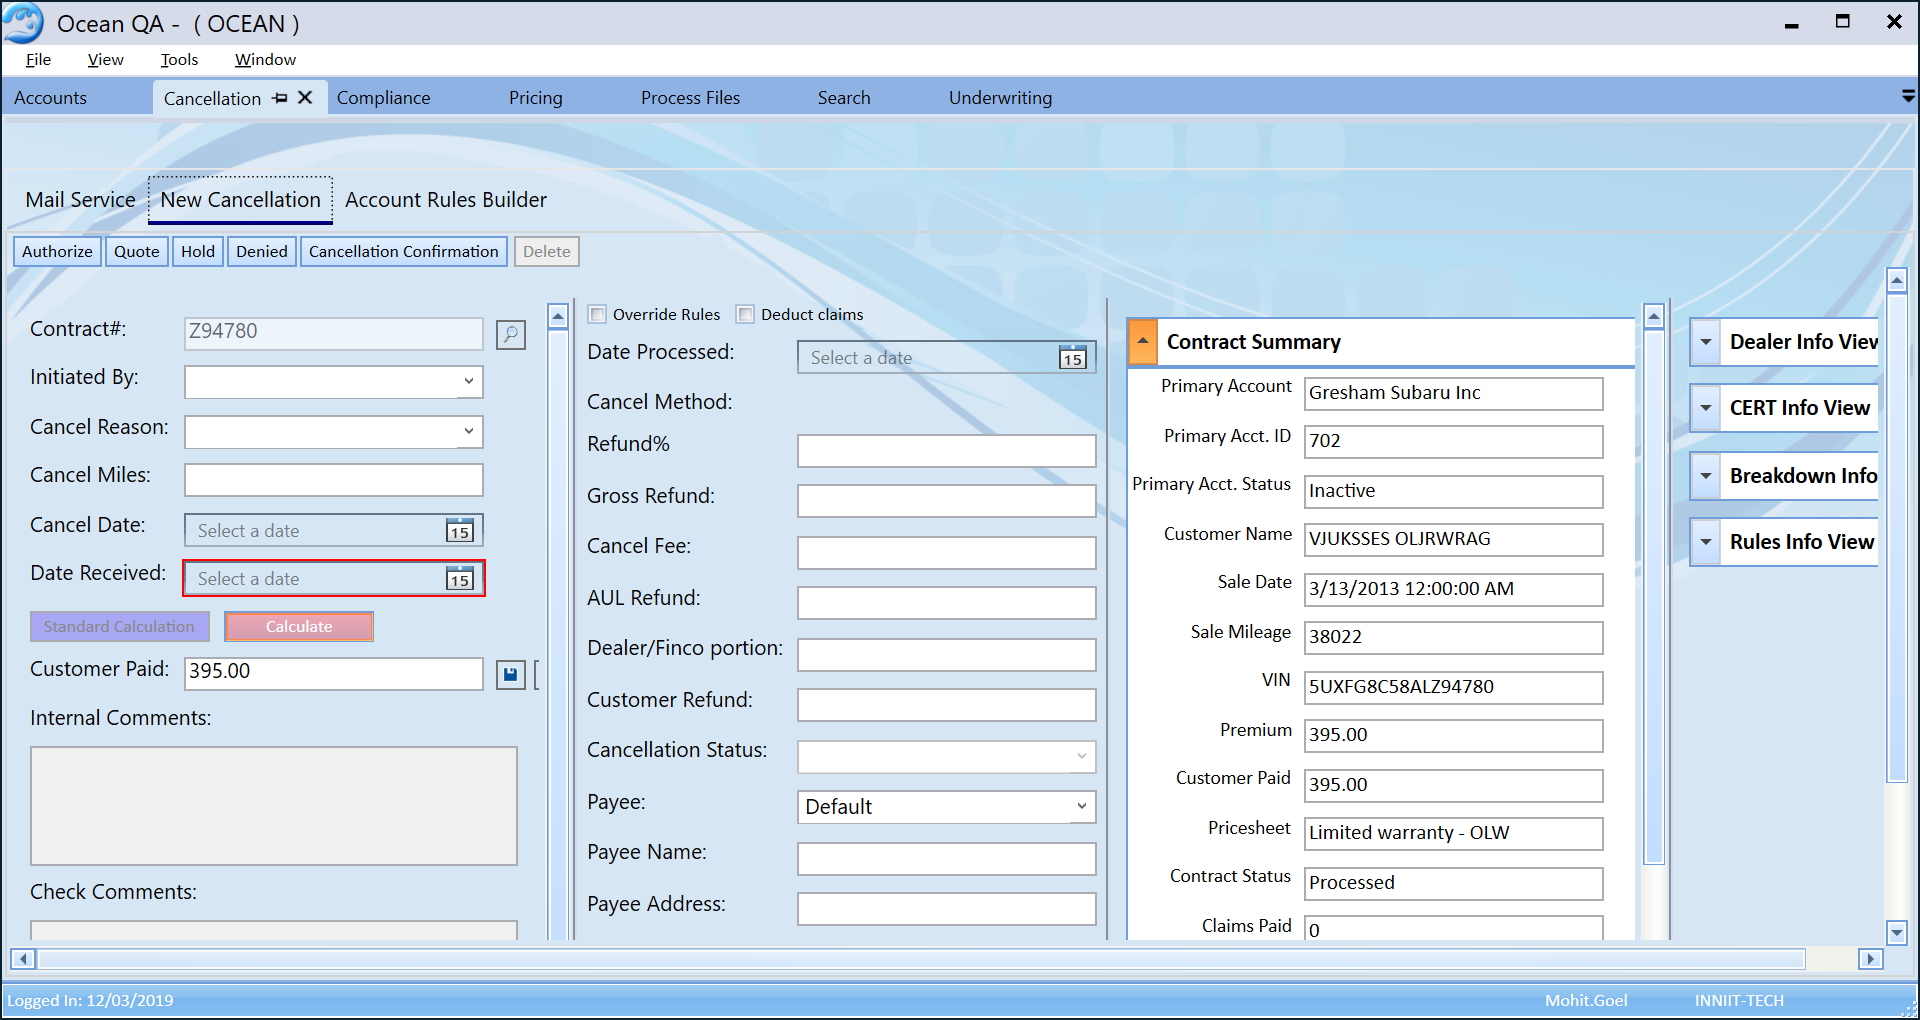 Ocean QA - ( OCEAN )
File View Tools Window
Accounts Cancellation Compliance Pricing Process Files Search Underwriting
Mail Service New Cancellation Account Rules Builder
Authorize Quote Hold Denied Cancellation Confirmation Delete
Contract#: Z94780
Initiated By:
Cancel Reason:
Cancel Miles:
Cancel Date: Select a date 15
Date Received: Select a date 15
Standard Calculation Calculate
Customer Paid: 395.00
Internal Comments:
Check Comments:
Override Rules Deduct claims
Date Processed: Select a date 15
Cancel Method:
Refund%
Gross Refund:
Cancel Fee:
AUL Refund:
Dealer/Finco portion:
Customer Refund:
Cancellation Status:
Payee: Default
Payee Name:
Payee Address:
Contract Summary
Primary Account Gresham Subaru Inc
Primary Acct. ID 702
Primary Acct. Status Inactive
Customer Name VJUKSSES OLJRWRAG
Sale Date 3/13/2013 12:00:00 AM
Sale Mileage 38022
VIN 5UXFG8C58ALZ94780
Premium 395.00
Customer Paid 395.00
Pricesheet Limited warranty - OLW
Contract Status Processed
Claims Paid 0
Dealer Info View
CERT Info View
Breakdown Info
Rules Info View
Logged In: 12/03/2019 Mohit.Goel INNIIT-TECH